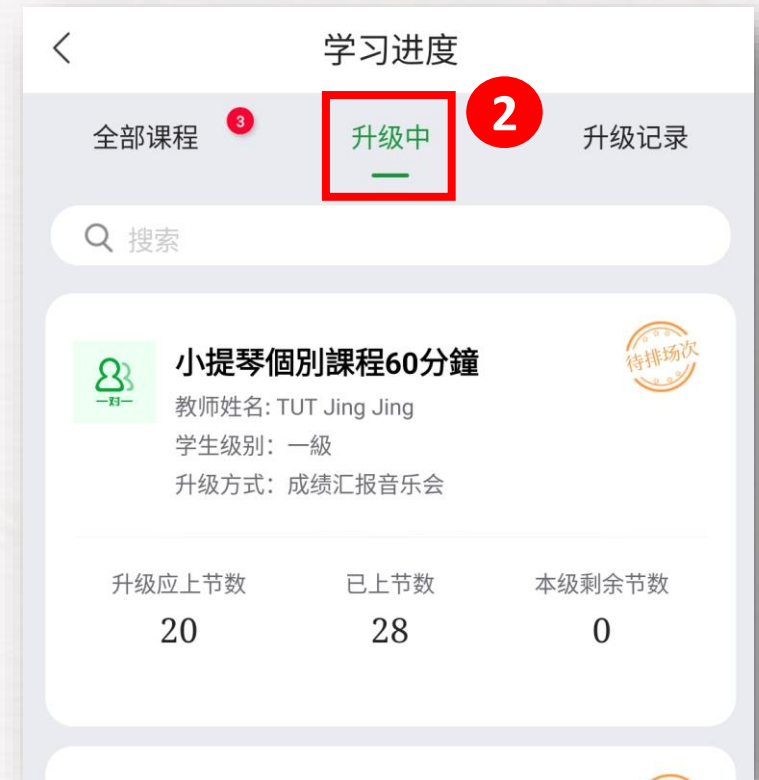 学习进度
全部课程 3
升级中 2
升级记录
搜索
待排场次
小提琴個別課程60分鐘
一对一
教师姓名: TUT Jing Jing
学生级别: 一級
升级方式: 成绩汇报音乐会
升级应上节数 已上节数 本级剩余节数
20 28 0